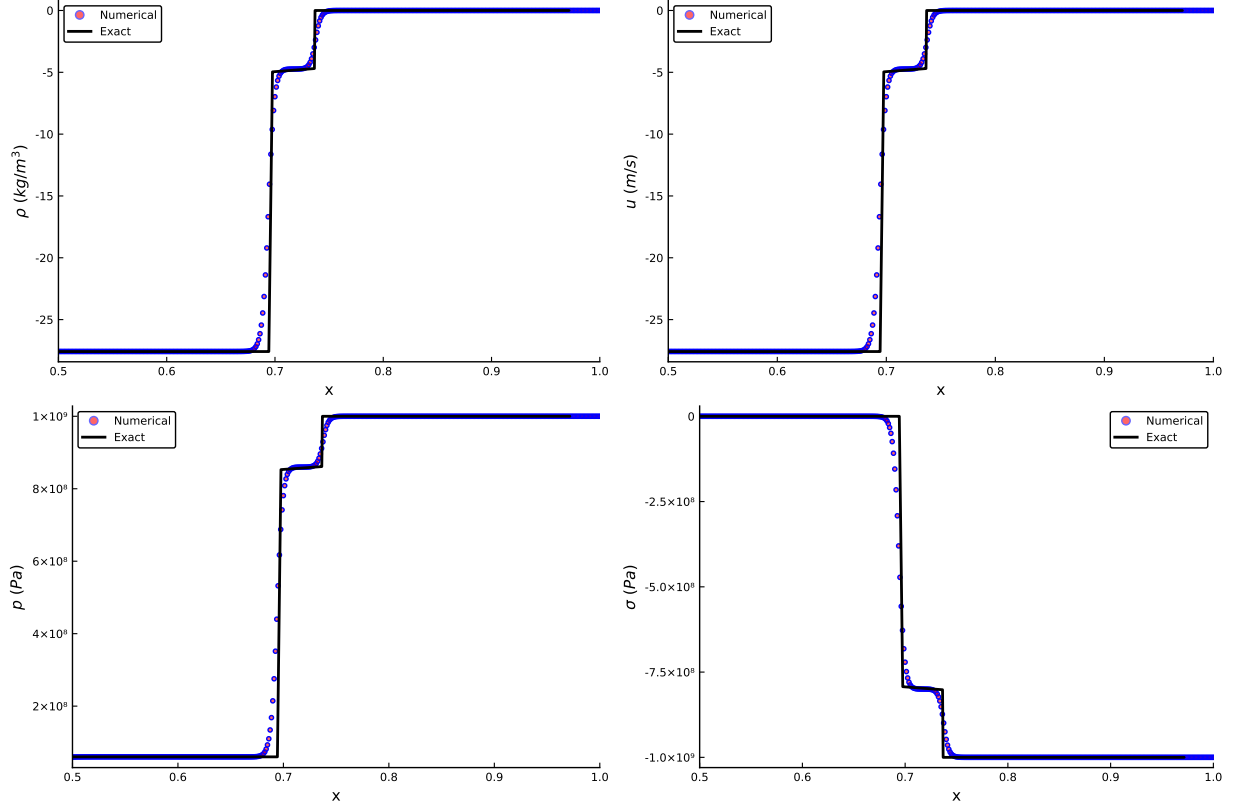 0
-5
-10
-15
-20
-25
ρ (kg/m³)
Numerical
Exact
0.5 0.6 0.7 0.8 0.9 1.0
x
0
-5
-10
-15
-20
-25
u (m/s)
Numerical
Exact
0.5 0.6 0.7 0.8 0.9 1.0
x
1×10⁹
8×10⁸
6×10⁸
4×10⁸
2×10⁸
p (Pa)
Numerical
Exact
0.5 0.6 0.7 0.8 0.9 1.0
x
0
-2.5×10⁸
-5.0×10⁸
-7.5×10⁸
-1.0×10⁹
σ (Pa)
Numerical
Exact
0.5 0.6 0.7 0.8 0.9 1.0
x